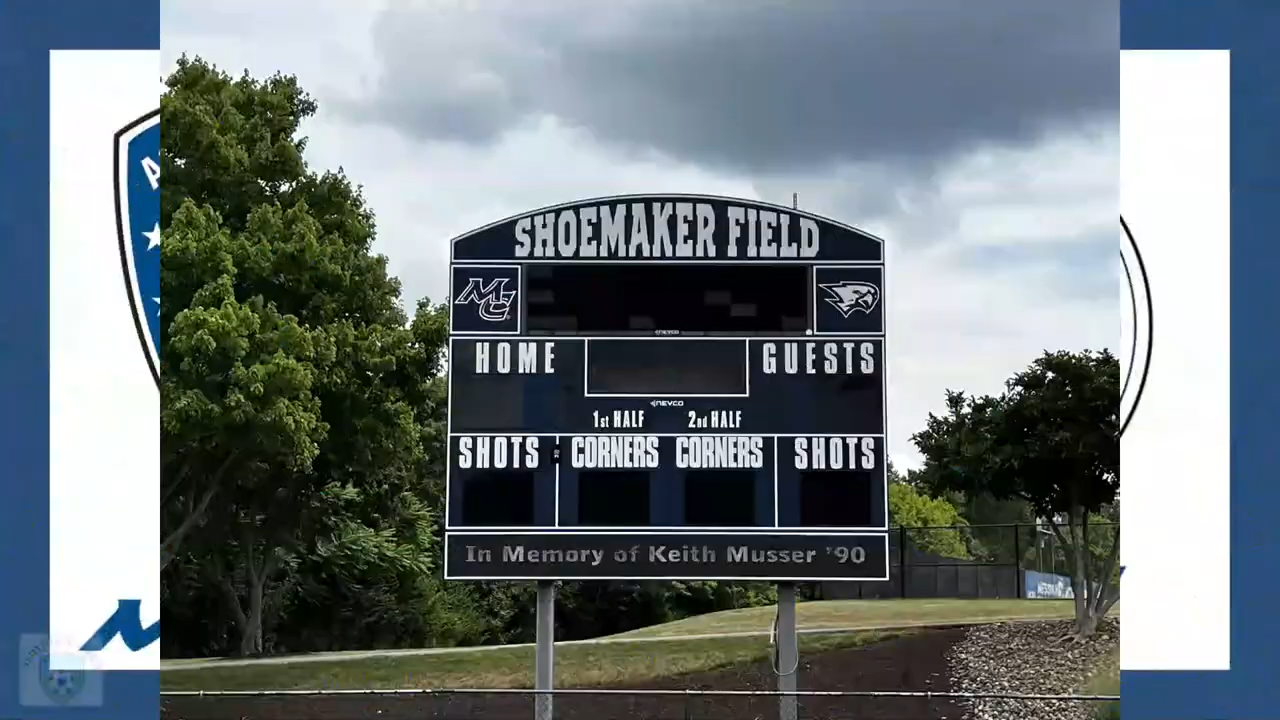 SHOEMAKER FIELD
MC
NEVCO
HOME
GUESTS
NEVCO
1st HALF
2nd HALF
SHOTS
CORNERS
CORNERS
SHOTS
In Memory of Keith Musser '90